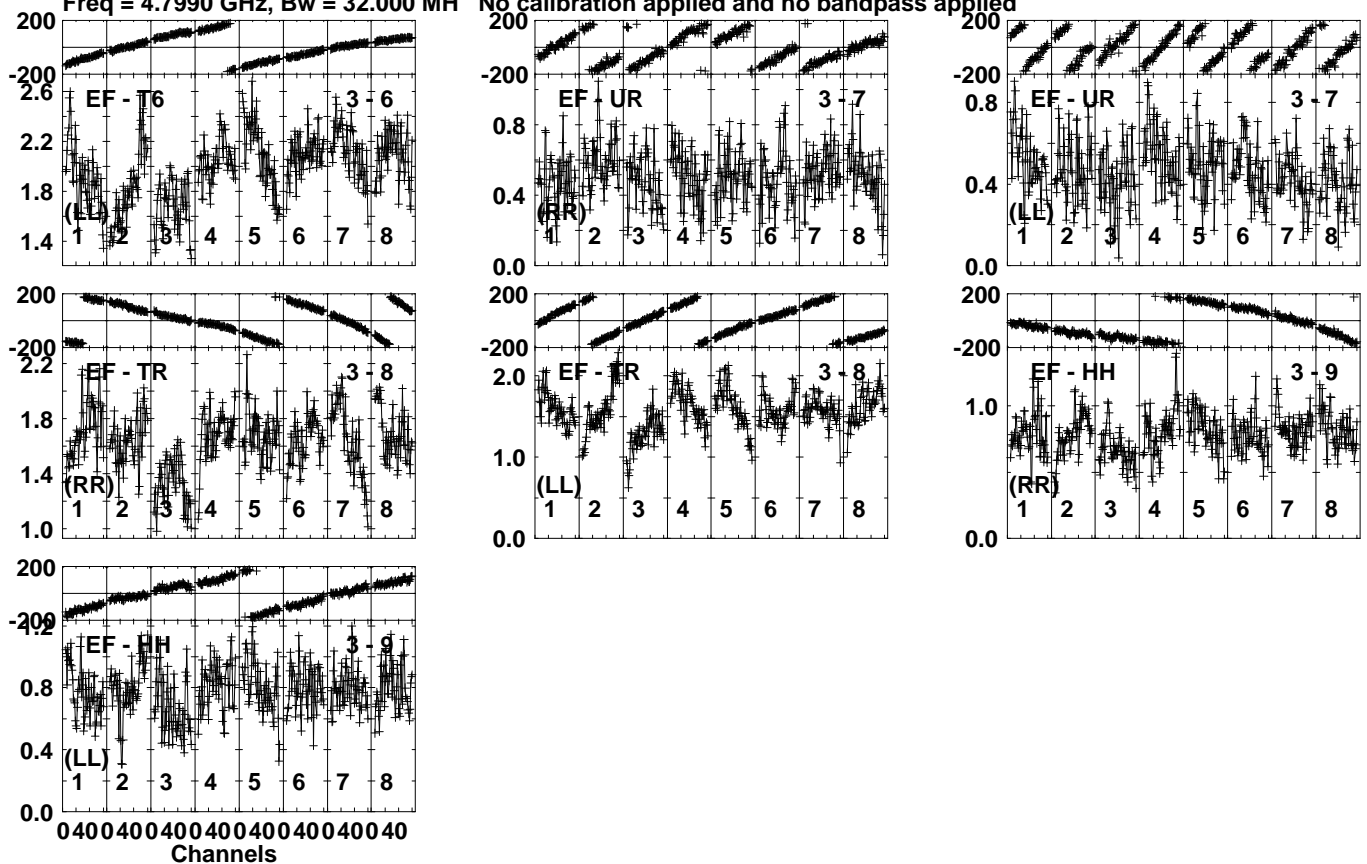 Freq = 4.7990 GHz, Bw = 32.000 MH   No calibration applied and no bandpass applied
200
-200
2.6
2.2
1.8
1.4
EF - T6
3 - 6
(LL)
1 2 3 4 5 6 7 8
200
-200
0.8
0.4
0.0
EF - UR
3 - 7
(RR)
1 2 3 4 5 6 7 8
200
-200
0.8
0.4
0.0
EF - UR
3 - 7
(LL)
1 2 3 4 5 6 7 8
200
-200
2.2
1.8
1.4
1.0
EF - TR
3 - 8
(RR)
1 2 3 4 5 6 7 8
200
-200
2.0
1.0
0.0
EF - TR
3 - 8
(LL)
1 2 3 4 5 6 7 8
200
-200
1.0
0.0
EF - HH
3 - 9
(RR)
1 2 3 4 5 6 7 8
200
-200
1.2
0.8
0.4
0.0
EF - HH
3 - 9
(LL)
1 2 3 4 5 6 7 8
0 40 0 40 0 40 0 40 0 40 0 40 0 40 0 40
Channels